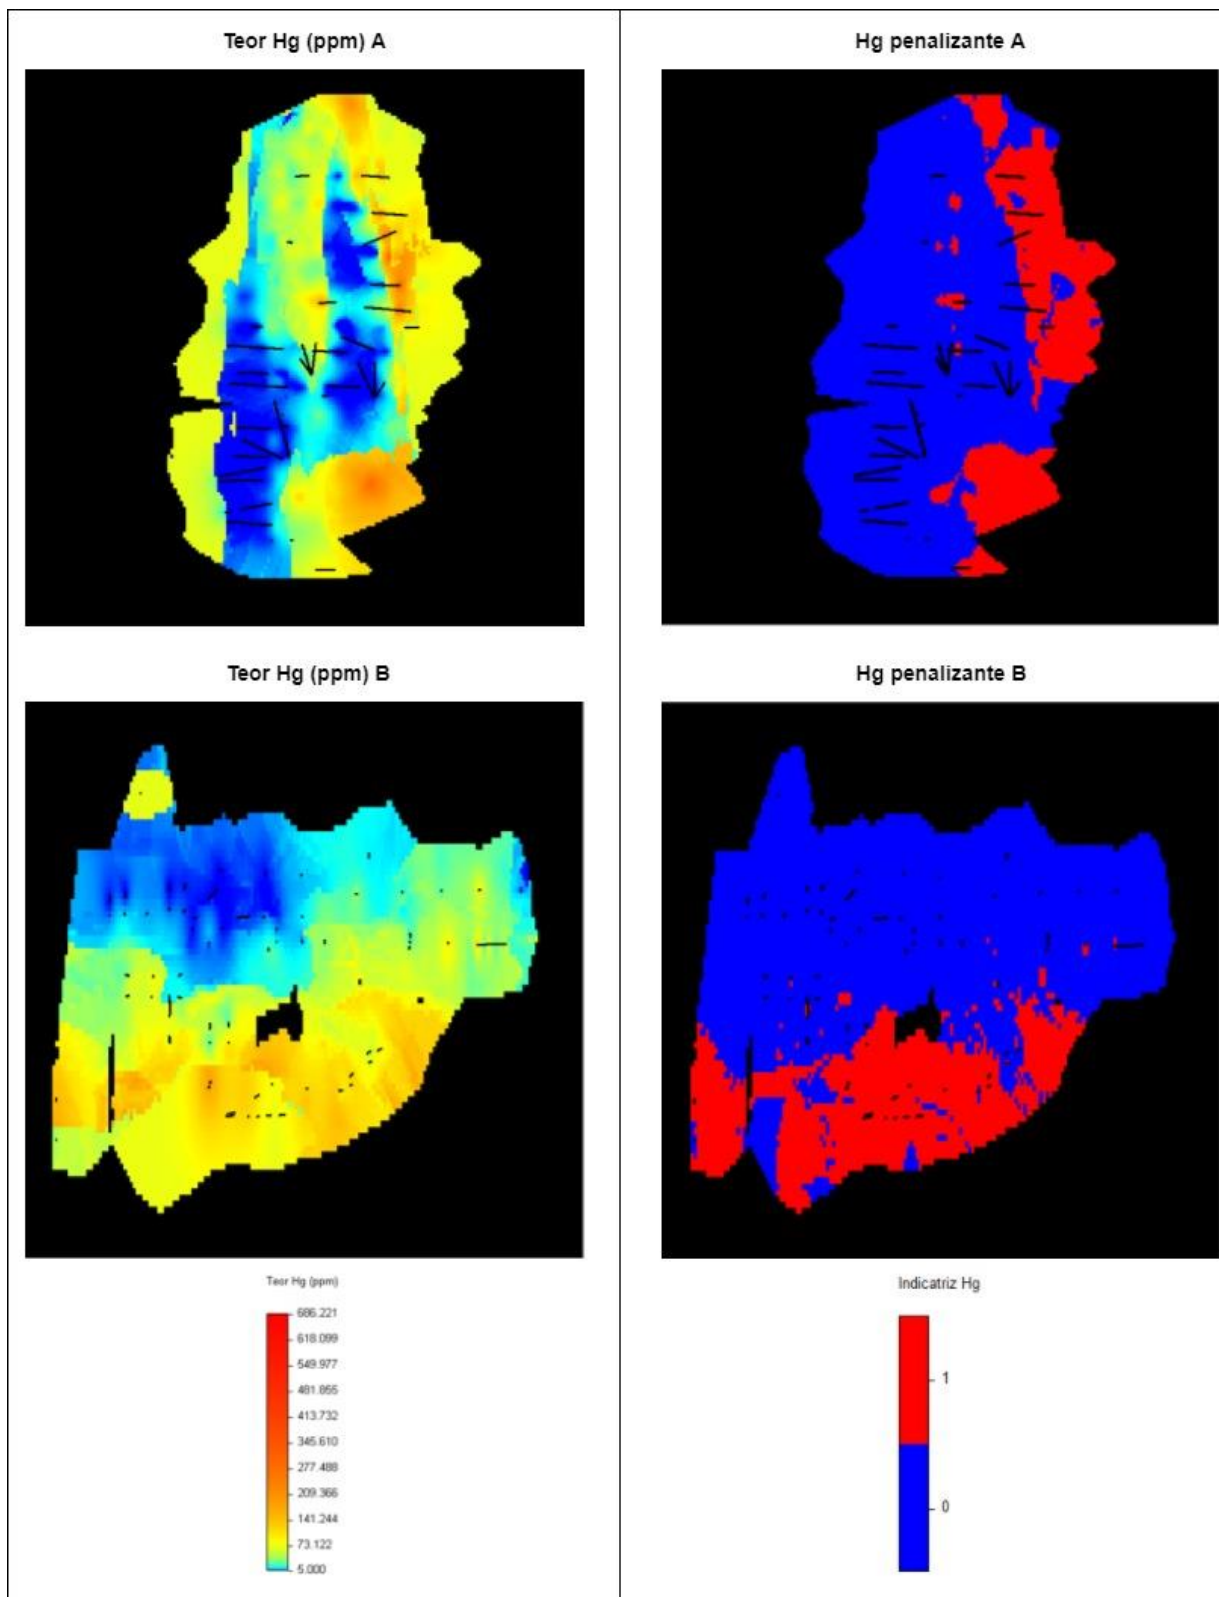 Teor Hg (ppm) A
Hg penalizante A
Teor Hg (ppm) B
Hg penalizante B
Teor Hg (ppm)
686.221
618.099
549.977
481.855
413.732
345.610
277.488
209.366
141.244
73.122
5.000
Indicatriz Hg
1
0